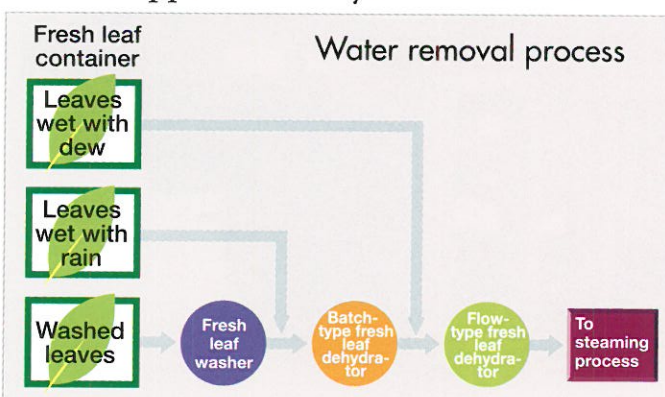 Fresh leaf
container
Water removal process
Leaves
wet with
dew
Leaves
wet with
rain
Washed
leaves
Fresh
leaf
washer
Batch-
type fresh
leaf
dehydra-
tor
Flow-
type fresh
leaf
dehydra-
tor
To
steaming
process